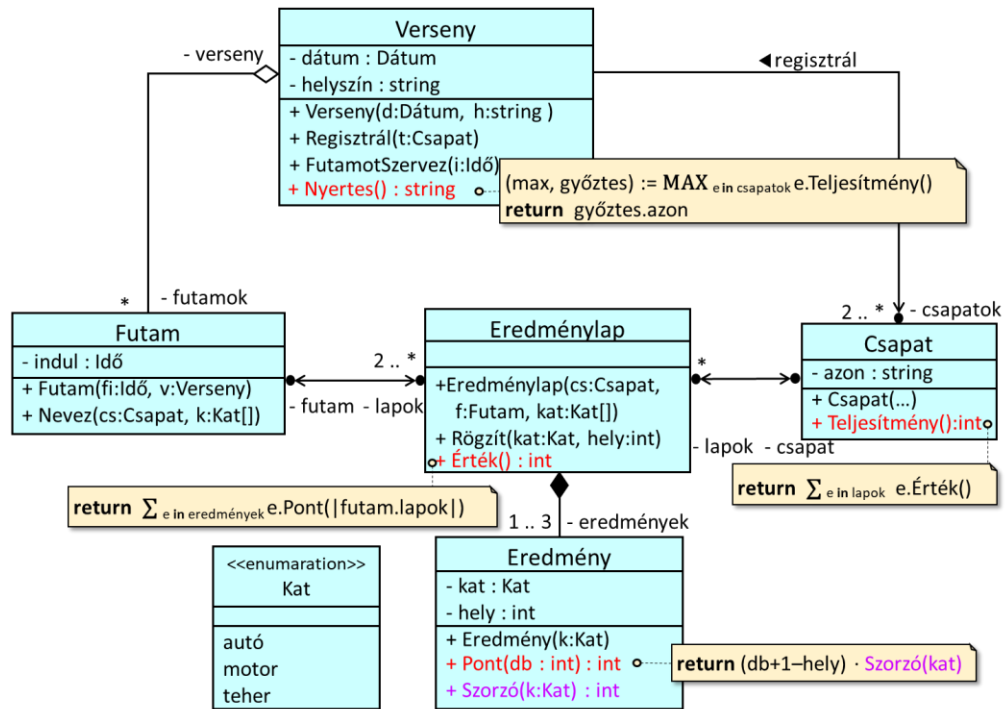 Verseny
- dátum : Dátum
- helyszín : string
+ Verseny(d:Dátum, h:string )
+ Regisztrál(t:Csapat)
+ FutamotSzervez(i:Idő)
+ Nyertes() : string
- verseny
◄regisztrál
(max, győztes) := MAX e in csapatok e.Teljesítmény()
return győztes.azon
*
- futamok
2 .. *
- csapatok
Futam
- indul : Idő
+ Futam(fi:Idő, v:Verseny)
+ Nevez(cs:Csapat, k:Kat[])
2 .. *
- futam
- lapok
Eredménylap
+Eredménylap(cs:Csapat,
f:Futam, kat:Kat[])
+ Rögzít(kat:Kat, hely:int)
+ Érték() : int
*
- lapok
- csapat
Csapat
- azon : string
+ Csapat(...)
+ Teljesítmény():int
return ∑ e in eredmények e.Pont(|futam.lapok|)
return ∑ e in lapok e.Érték()
1 .. 3
- eredmények
<<enumaration>>
Kat
autó
motor
teher
Eredmény
- kat : Kat
- hely : int
+ Eredmény(k:Kat)
+ Pont(db : int) : int
+ Szorzó(k:Kat) : int
return (db+1–hely) · Szorzó(kat)